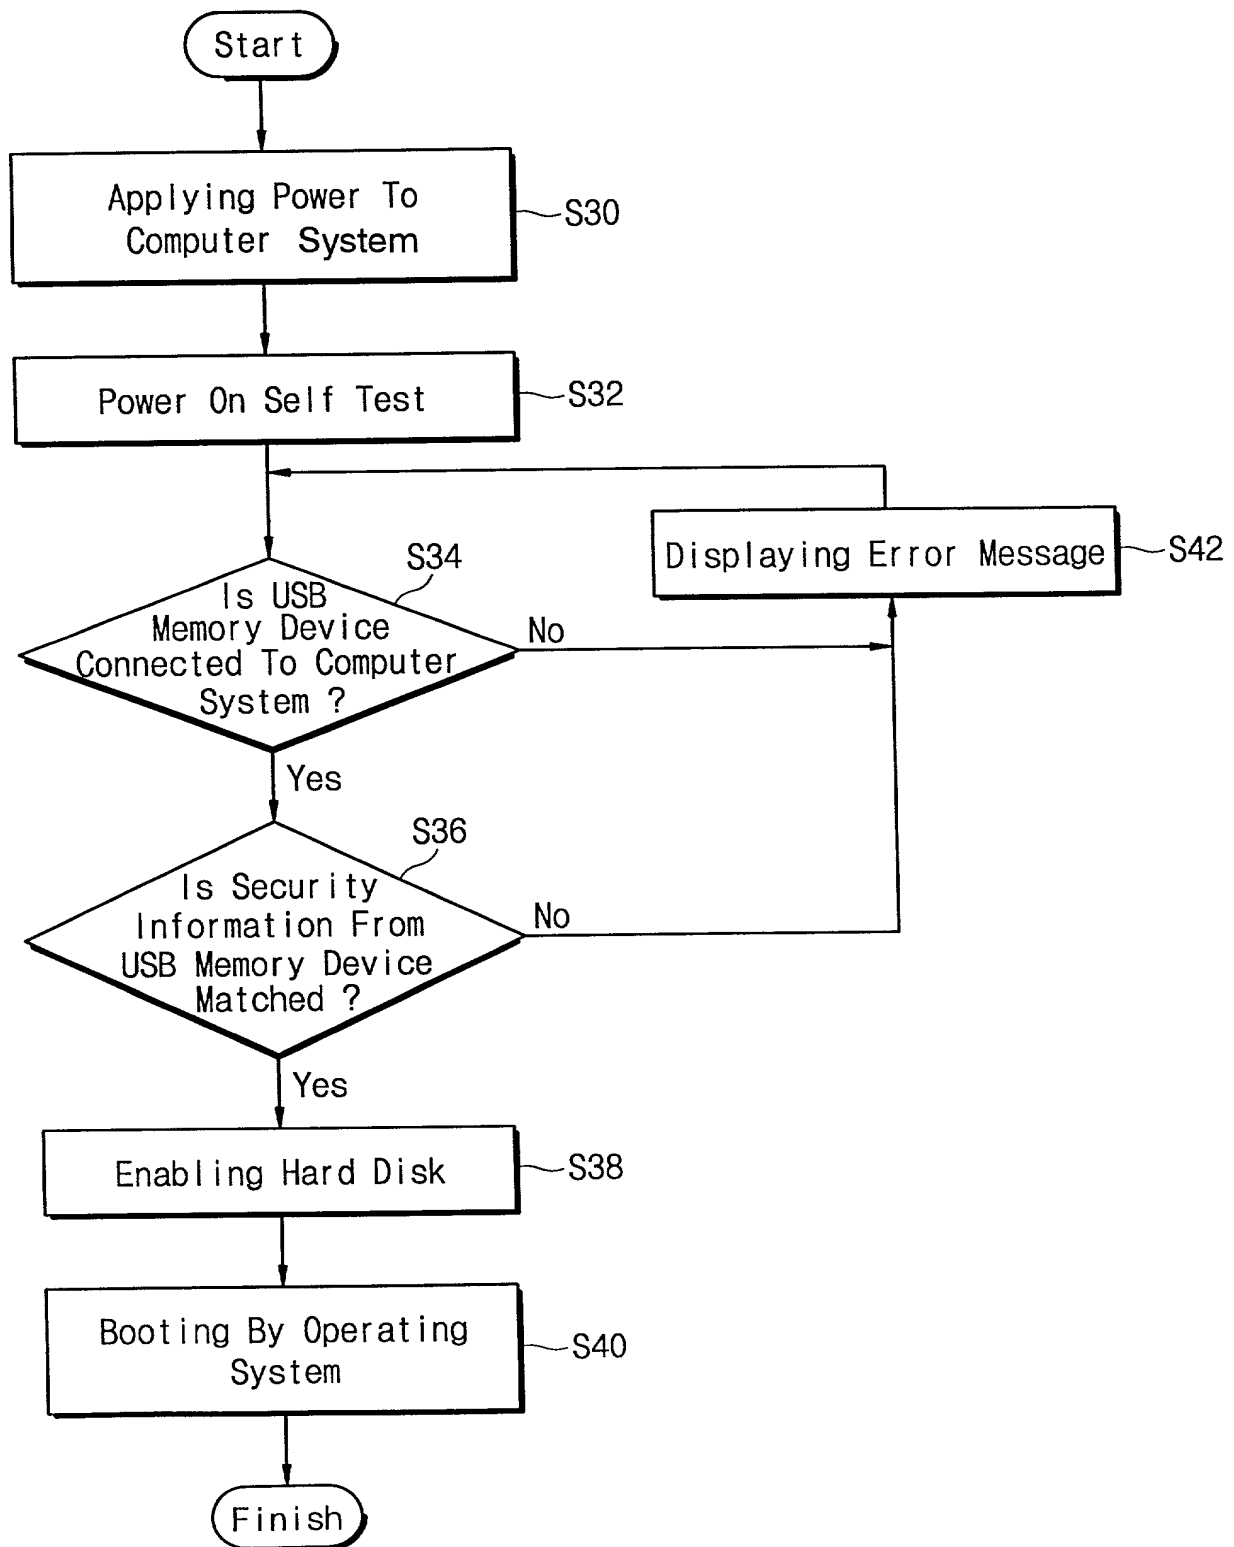 Start
Applying Power To
Computer System
S30
Power On Self Test
S32
Displaying Error Message
S42
S34
Is USB
Memory Device
Connected To Computer
System ?
No
Yes
S36
Is Security
Information From
USB Memory Device
Matched ?
No
Yes
Enabling Hard Disk
S38
Booting By Operating
System
S40
Finish